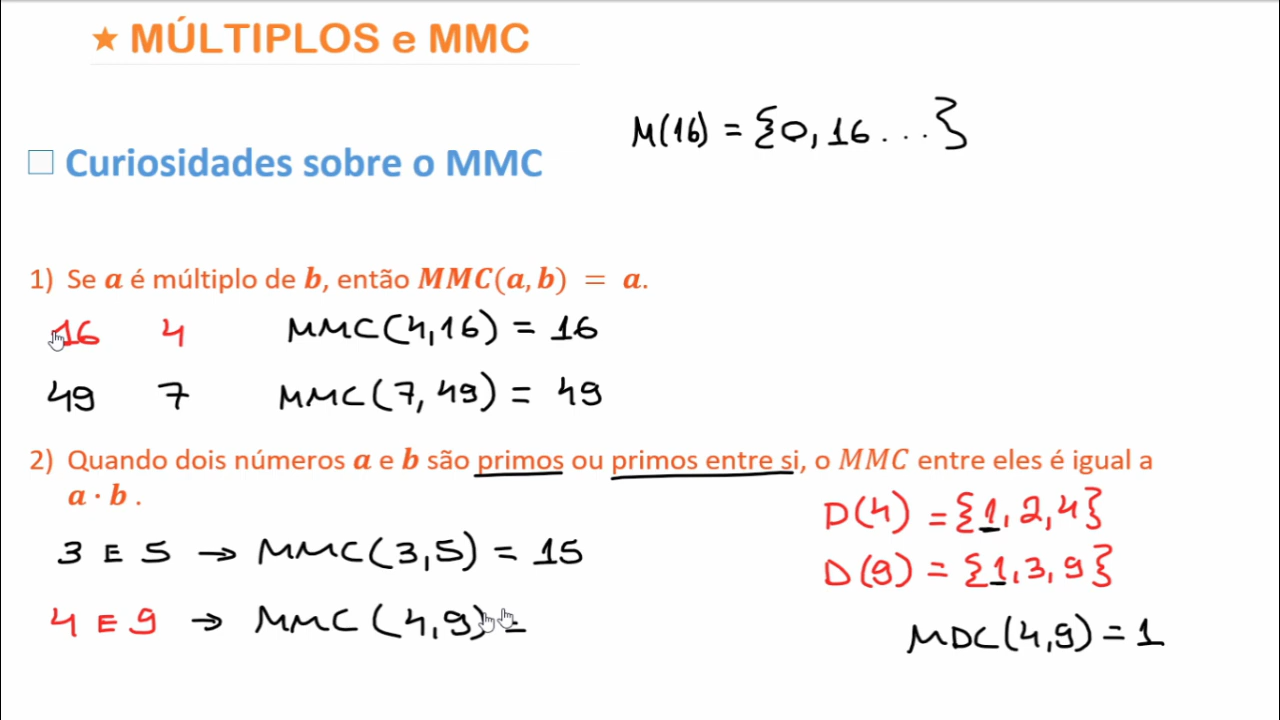 ★ MÚLTIPLOS e MMC
M(16) = {0, 16 ...}
Curiosidades sobre o MMC
1) Se a é múltiplo de b, então MMC(a, b) = a.
16 4 MMC(4,16) = 16
49 7 MMC(7, 49) = 49
2) Quando dois números a e b são primos ou primos entre si, o MMC entre eles é igual a
a · b .
D(4) = {1, 2, 4}
3 E 5 → MMC(3,5) = 15
D(9) = {1, 3, 9}
4 E 9 → MMC (4,9) =
MDC(4,9) = 1